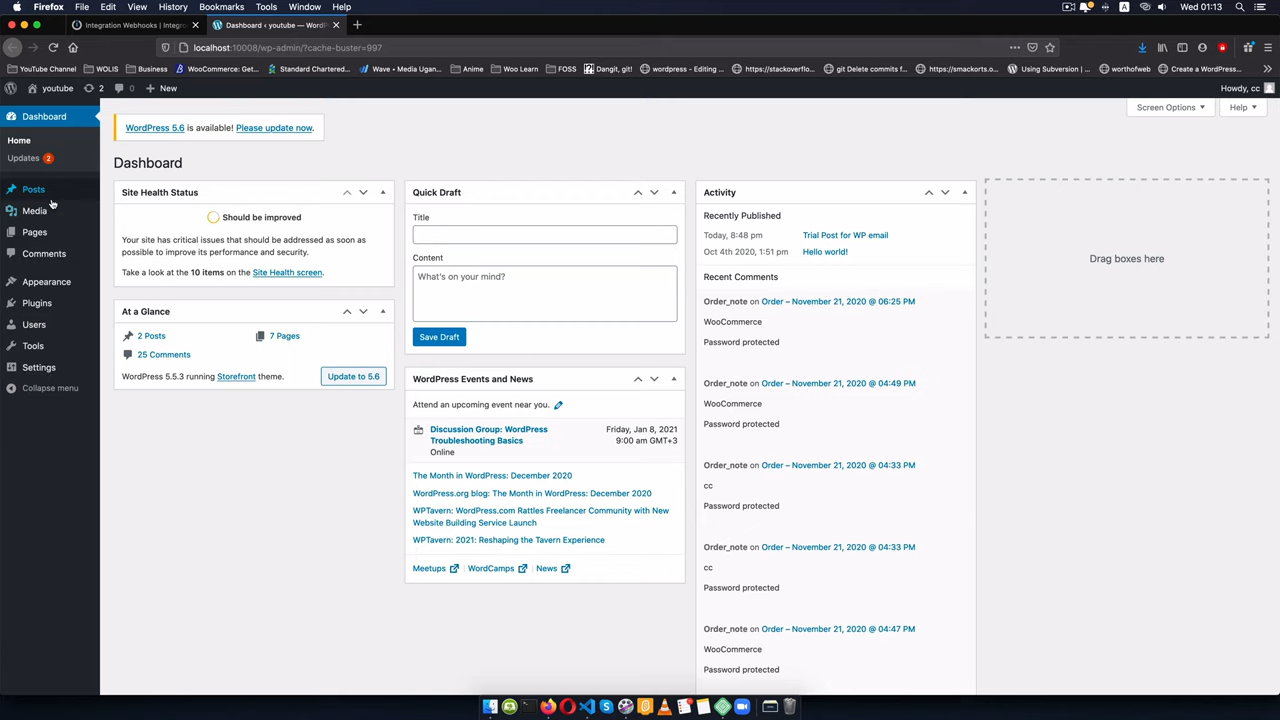 Firefox File Edit View History Bookmarks Tools Window Help
Wed 01:13
Integration Webhooks | Integr
Dashboard ‹ youtube — WordP
localhost:10008/wp-admin/?cache-buster=997
YouTube Channel
WOLIS
Business
WooCommerce: Get...
Standard Chartered...
Wave • Media Ugan...
Anime
Woo Learn
FOSS
Dangit, git!
wordpress - Editing ...
https://stackoverflo...
git Delete commits f...
https://smackorts.o...
Using Subversion | ...
worthofweb
Create a WordPress...
youtube
2
0
New
Howdy, cc
Dashboard
Home
Updates 2
Posts
Media
Pages
Comments
Appearance
Plugins
Users
Tools
Settings
Collapse menu
Screen Options
Help
WordPress 5.6 is available! Please update now.
Dashboard
Site Health Status
Should be improved
Your site has critical issues that should be addressed as soon as
possible to improve its performance and security.
Take a look at the 10 items on the Site Health screen.
At a Glance
2 Posts
7 Pages
25 Comments
WordPress 5.5.3 running Storefront theme.
Update to 5.6
Quick Draft
Title
Content
What's on your mind?
Save Draft
WordPress Events and News
Attend an upcoming event near you.
Discussion Group: WordPress
Troubleshooting Basics
Online
Friday, Jan 8, 2021
9:00 am GMT+3
The Month in WordPress: December 2020
WordPress.org blog: The Month in WordPress: December 2020
WPTavern: WordPress.com Rattles Freelancer Community with New
Website Building Service Launch
WPTavern: 2021: Reshaping the Tavern Experience
Meetups | WordCamps | News
Activity
Recently Published
Today, 8:48 pm Trial Post for WP email
Oct 4th 2020, 1:51 pm Hello world!
Recent Comments
Order_note on Order – November 21, 2020 @ 06:25 PM
WooCommerce
Password protected
Order_note on Order – November 21, 2020 @ 04:49 PM
WooCommerce
Password protected
Order_note on Order – November 21, 2020 @ 04:33 PM
cc
Password protected
Order_note on Order – November 21, 2020 @ 04:33 PM
cc
Password protected
Order_note on Order – November 21, 2020 @ 04:47 PM
WooCommerce
Password protected
Drag boxes here